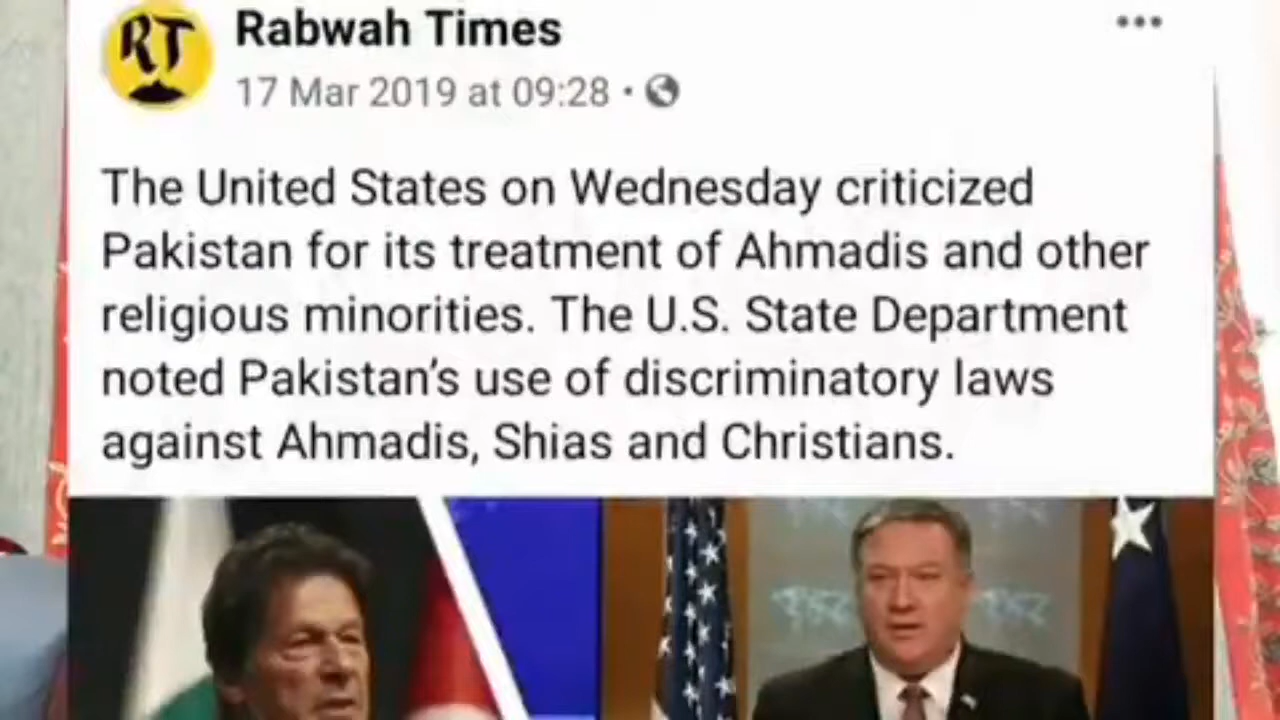 RT
Rabwah Times
17 Mar 2019 at 09:28 ·
The United States on Wednesday criticized
Pakistan for its treatment of Ahmadis and other
religious minorities. The U.S. State Department
noted Pakistan's use of discriminatory laws
against Ahmadis, Shias and Christians.